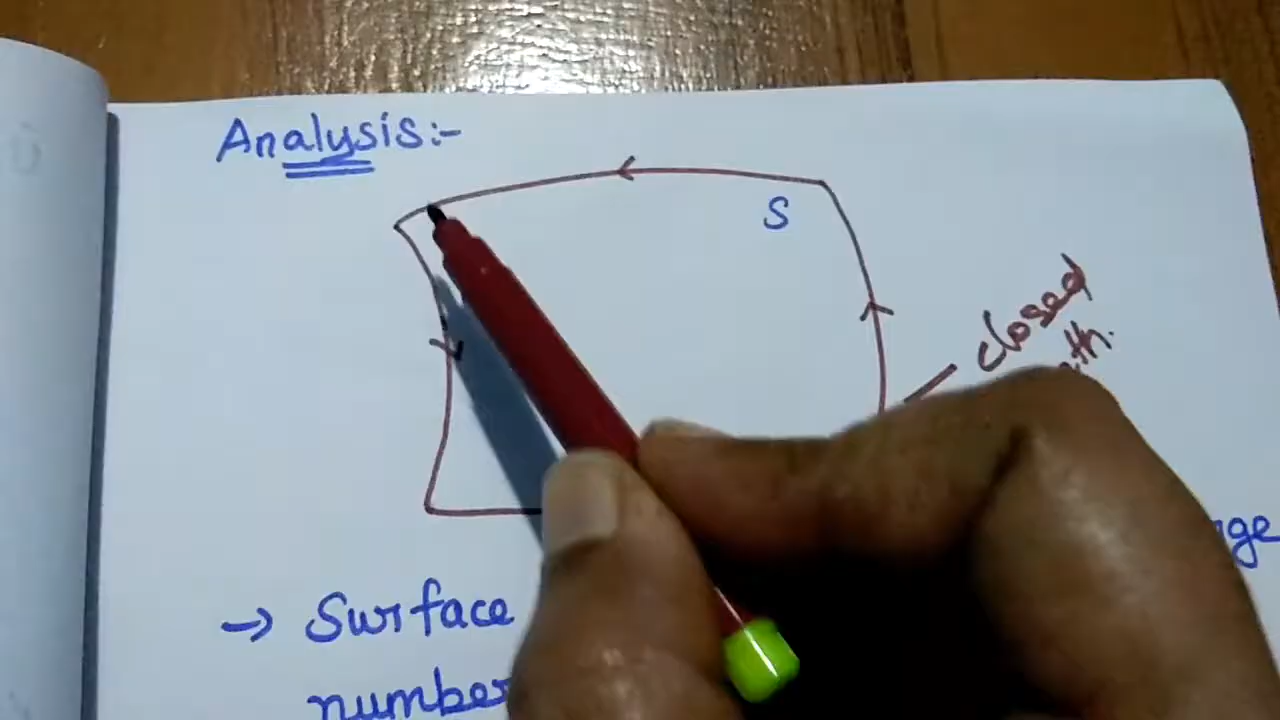 Analysis:-
S
closed
→ Surface
number